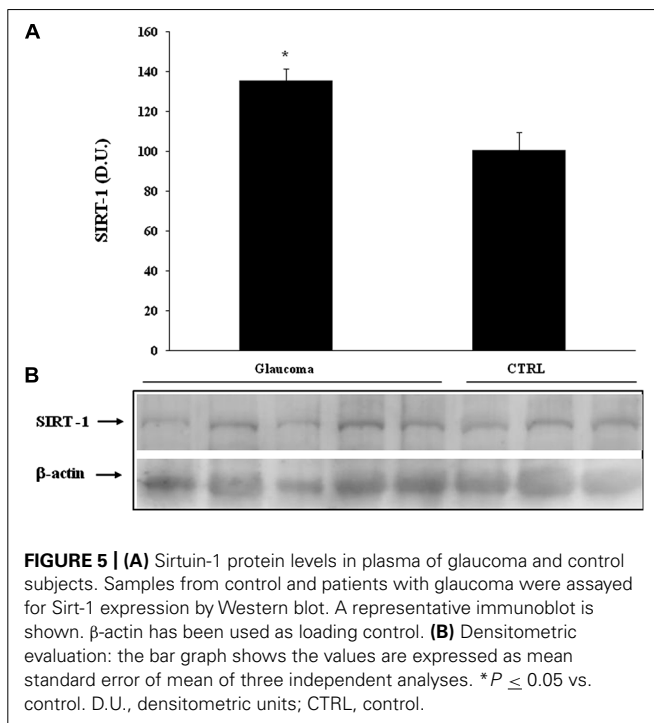 A
160
140
120
100
80
60
40
20
0
SIRT-1 (D.U.)
*
B
Glaucoma CTRL
SIRT -1
β-actin
FIGURE 5 | (A) Sirtuin-1 protein levels in plasma of glaucoma and control
subjects. Samples from control and patients with glaucoma were assayed
for Sirt-1 expression by Western blot. A representative immunoblot is
shown. β-actin has been used as loading control. (B) Densitometric
evaluation: the bar graph shows the values are expressed as mean
standard error of mean of three independent analyses. *P ≤ 0.05 vs.
control. D.U., densitometric units; CTRL, control.